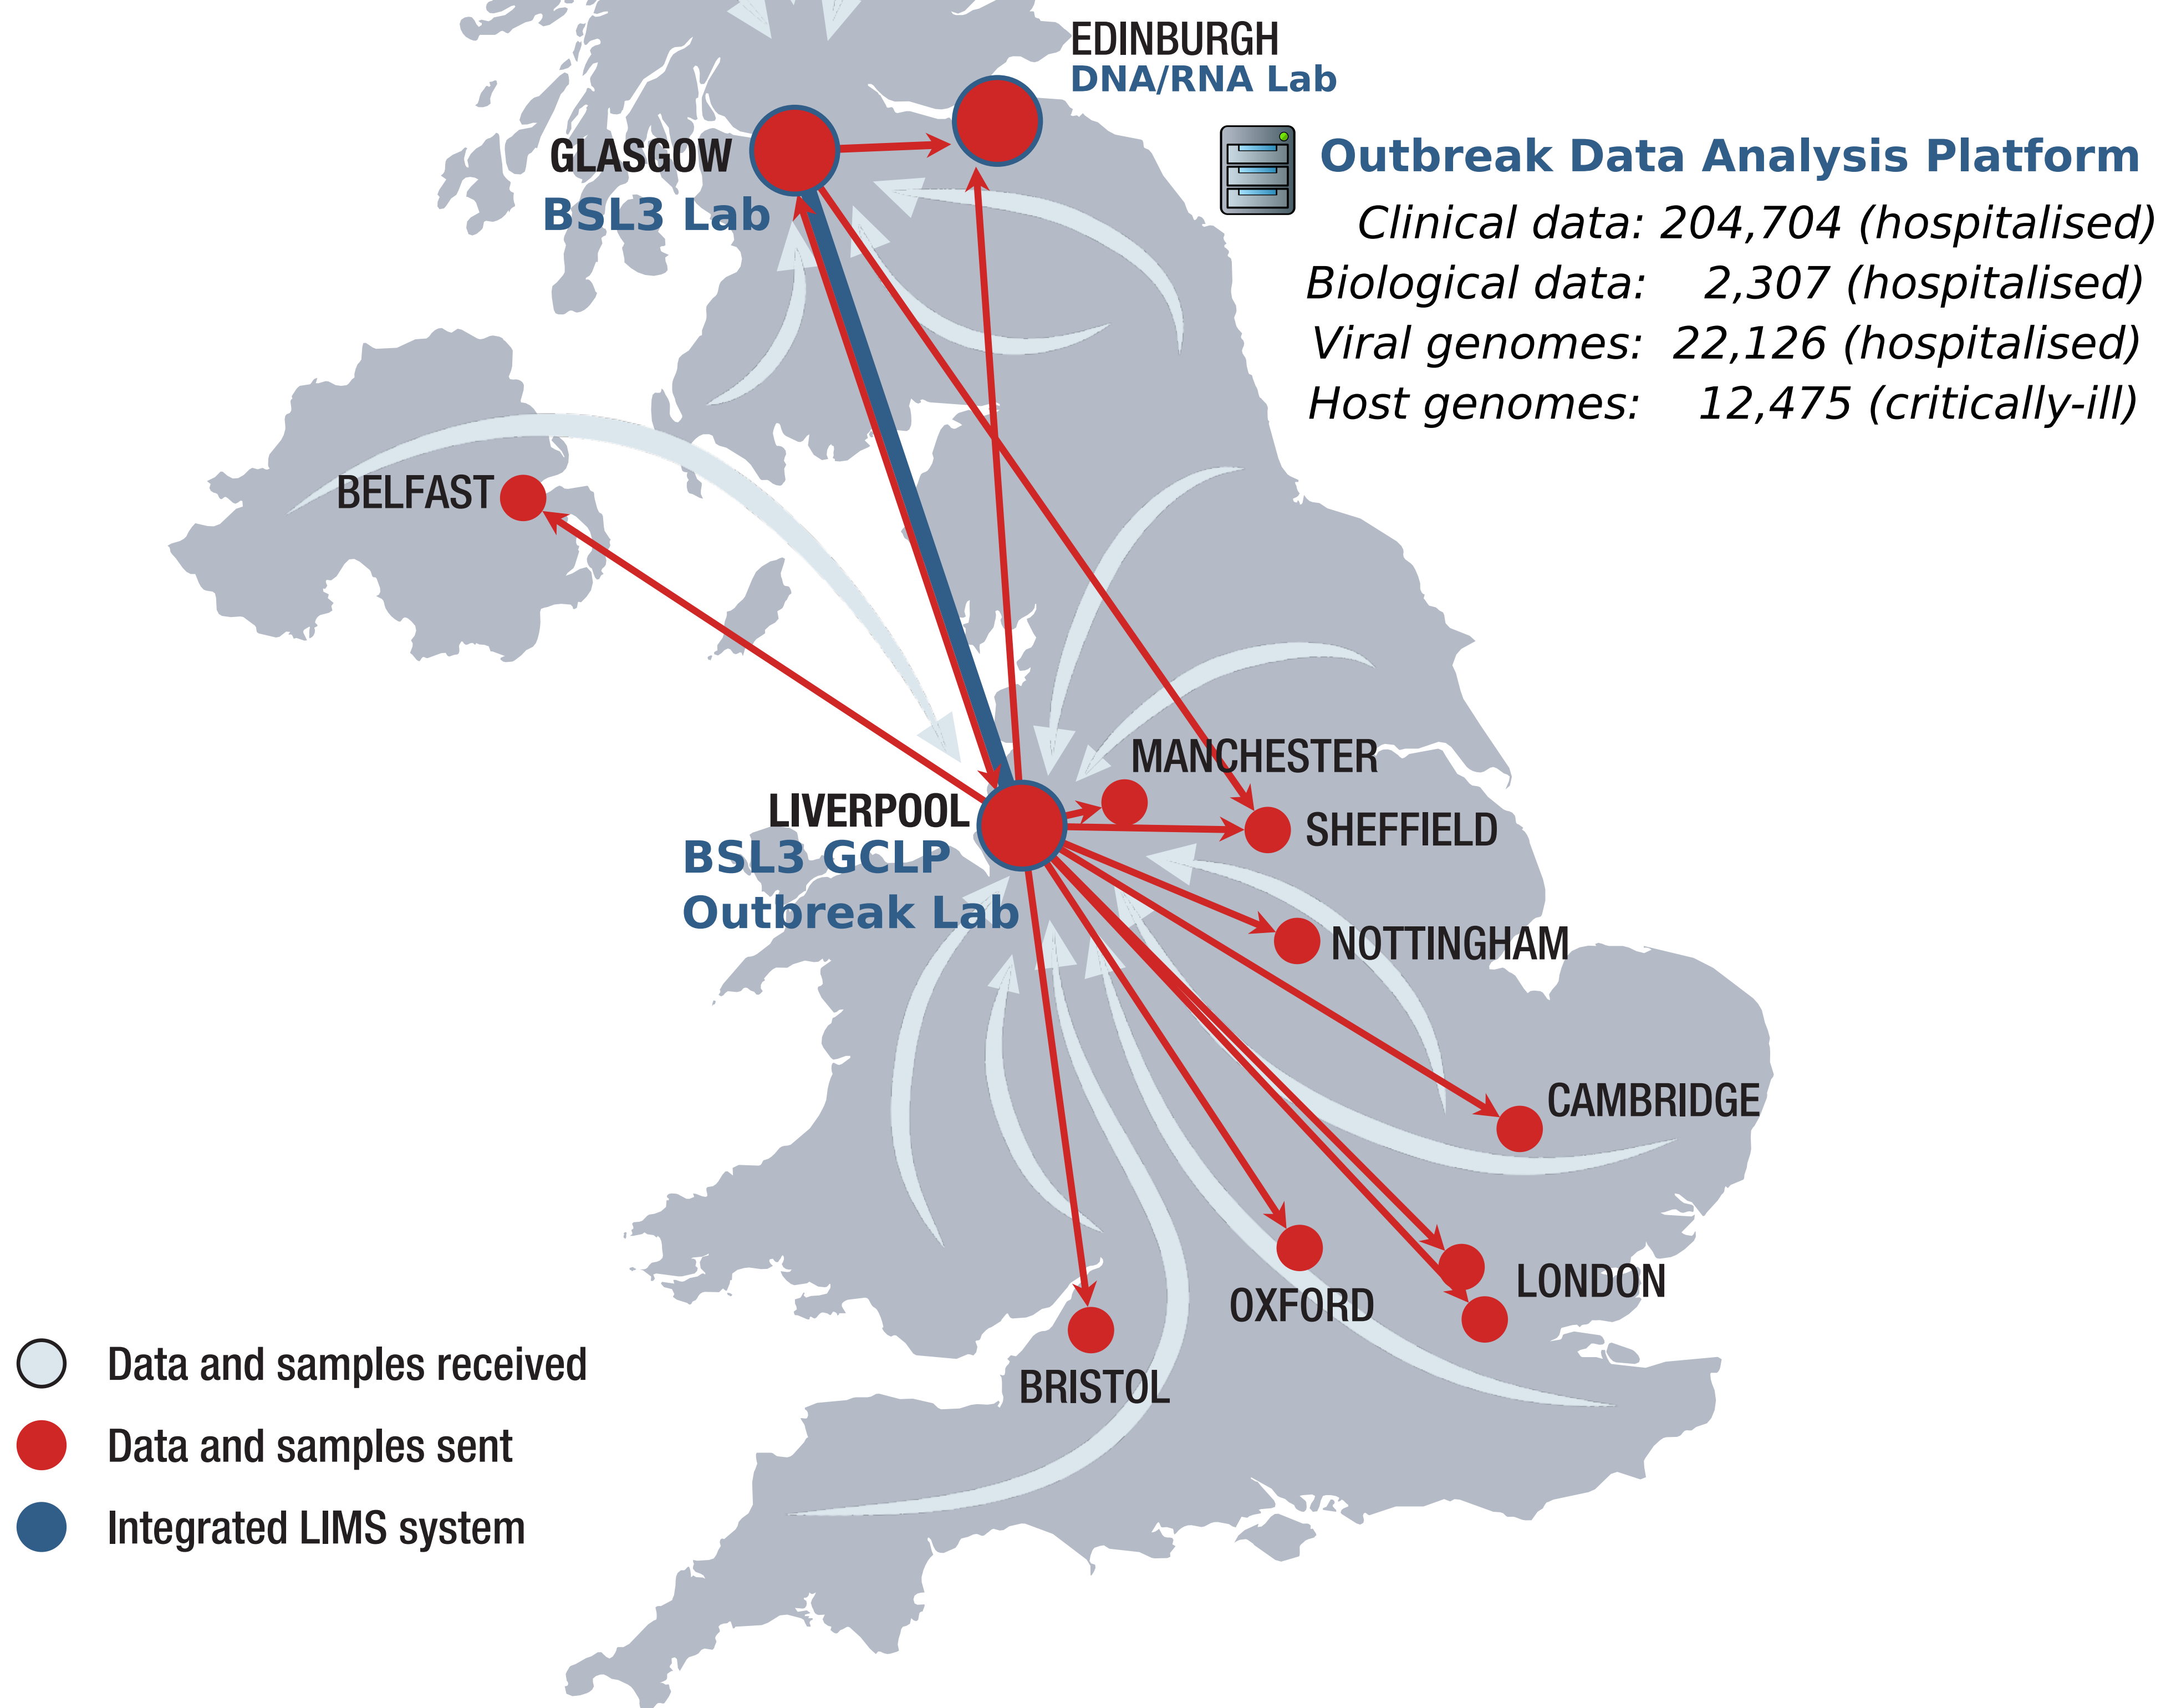 EDINBURGH
DNA/RNA Lab
GLASGOW
BSL3 Lab
Outbreak Data Analysis Platform
Clinical data: 204,704 (hospitalised)
Biological data: 2,307 (hospitalised)
Viral genomes: 22,126 (hospitalised)
Host genomes: 12,475 (critically-ill)
BELFAST
MANCHESTER
LIVERPOOL
BSL3 GCLP
Outbreak Lab
SHEFFIELD
NOTTINGHAM
CAMBRIDGE
LONDON
OXFORD
BRISTOL
Data and samples received
Data and samples sent
Integrated LIMS system